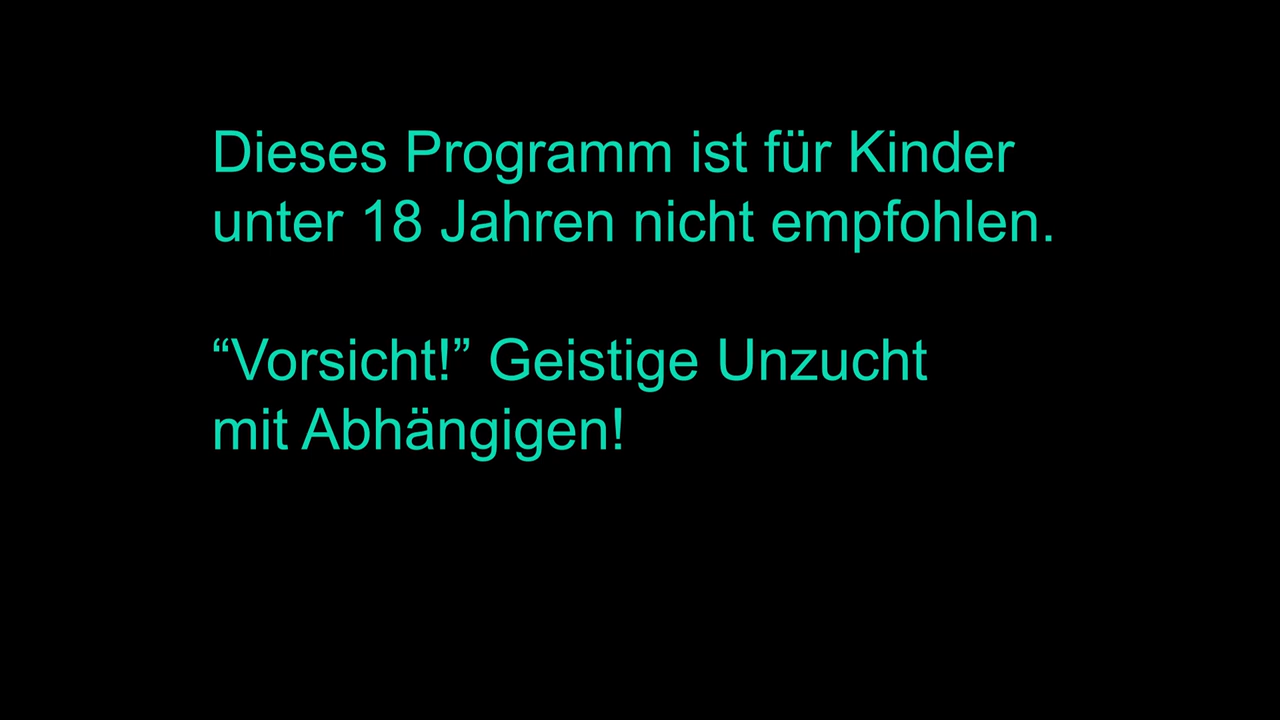 Dieses Programm ist für Kinder
unter 18 Jahren nicht empfohlen.
“Vorsicht!” Geistige Unzucht
mit Abhängigen!